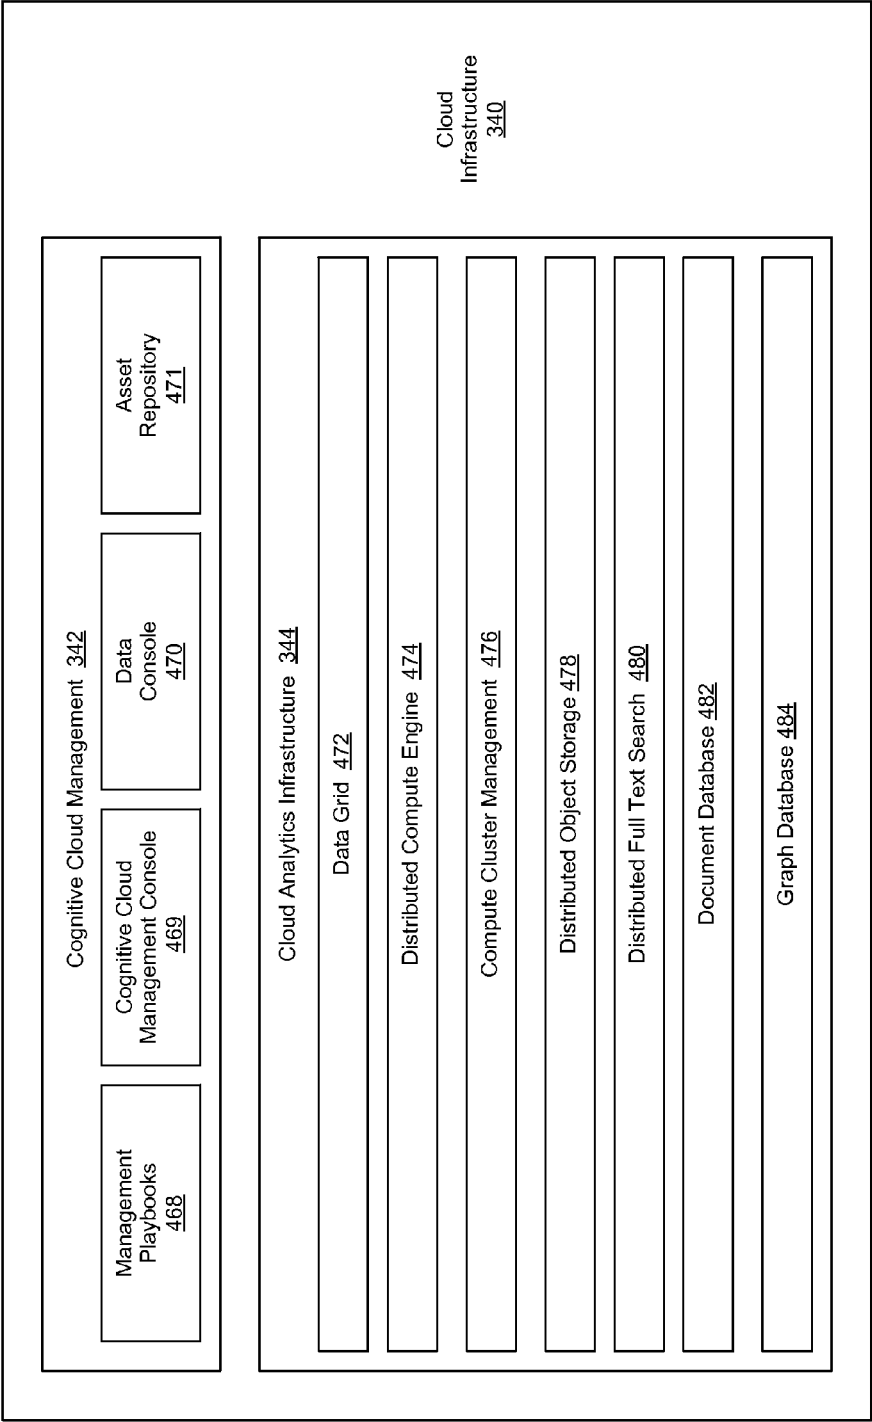 Cognitive Cloud Management 342
Management
Playbooks
468
Cognitive Cloud
Management Console
469
Data
Console
470
Asset
Repository
471
Cloud Analytics Infrastructure 344
Data Grid 472
Distributed Compute Engine 474
Compute Cluster Management 476
Distributed Object Storage 478
Distributed Full Text Search 480
Document Database 482
Graph Database 484
Cloud
Infrastructure
340